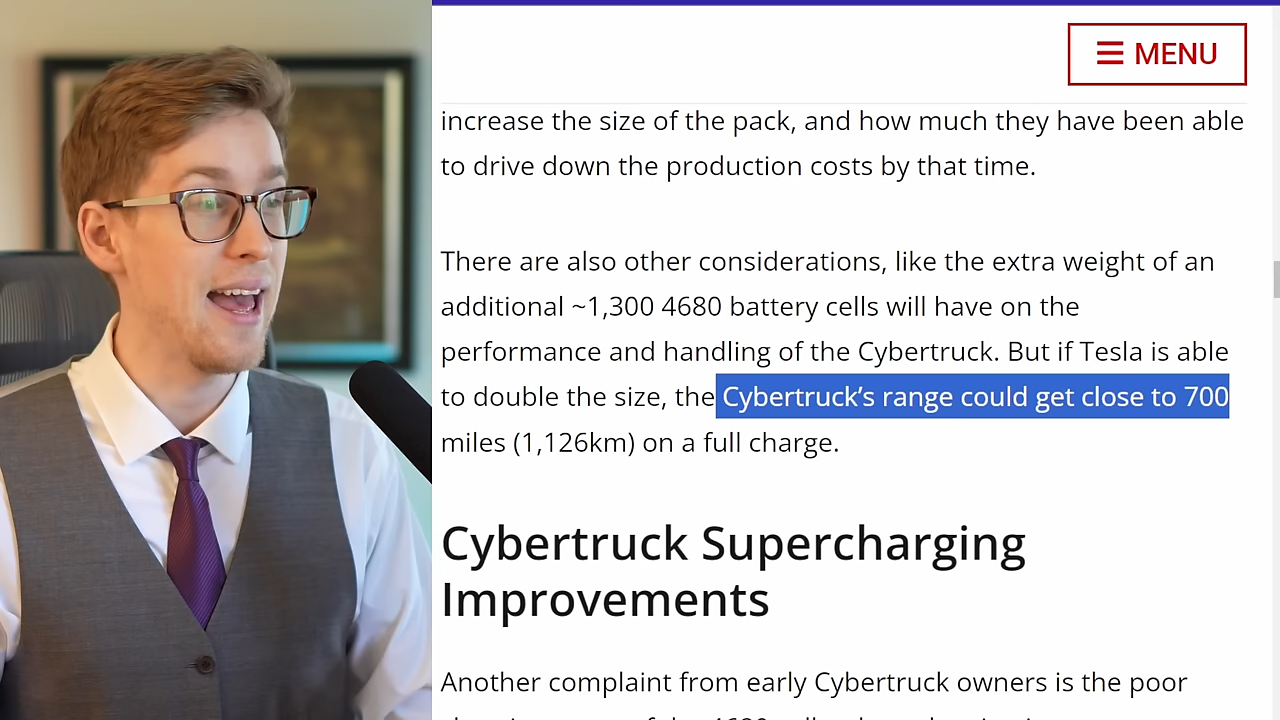 MENU
increase the size of the pack, and how much they have been able
to drive down the production costs by that time.
There are also other considerations, like the extra weight of an
additional ~1,300 4680 battery cells will have on the
performance and handling of the Cybertruck. But if Tesla is able
to double the size, the Cybertruck’s range could get close to 700
miles (1,126km) on a full charge.
Cybertruck Supercharging
Improvements
Another complaint from early Cybertruck owners is the poor